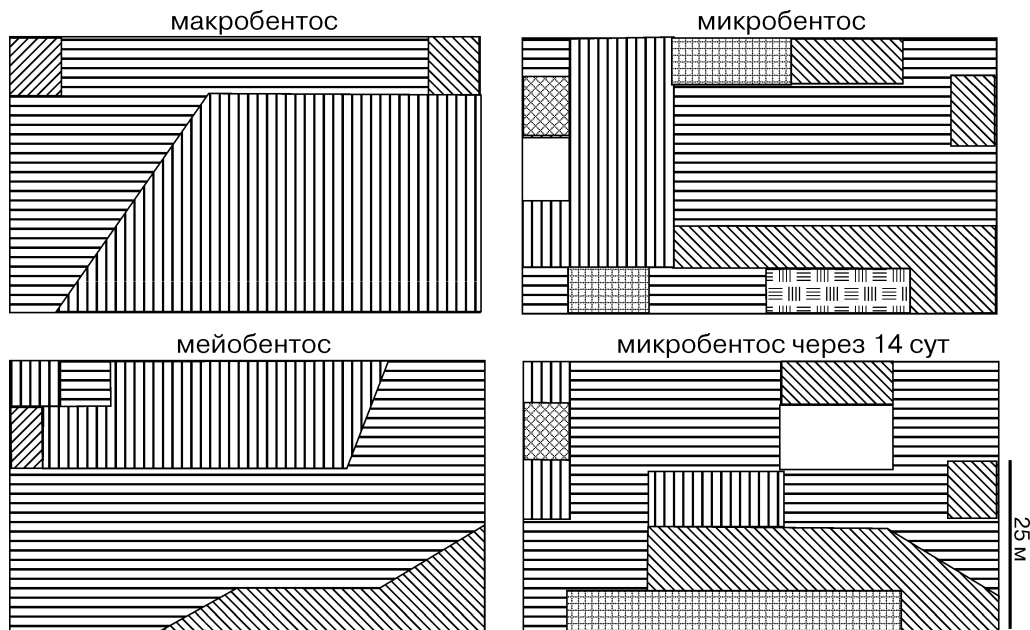 макробентос
микробентос
мейобентос
микробентос через 14 сут
25 м